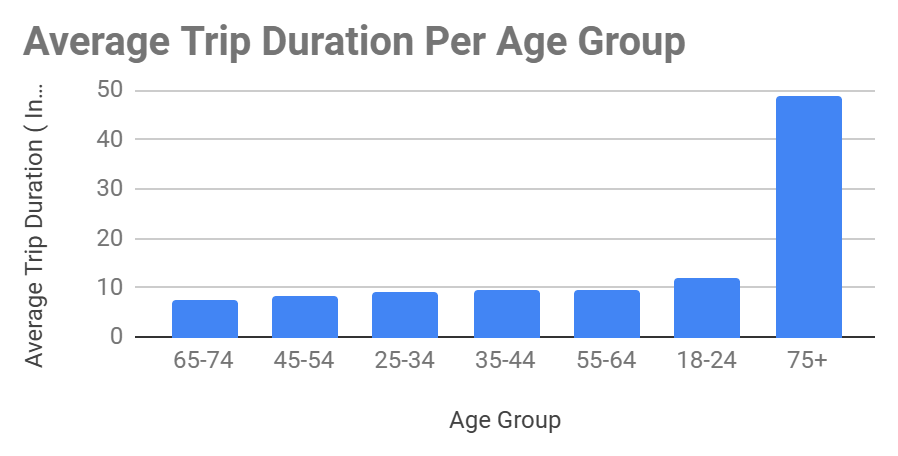 Average Trip Duration Per Age Group
Average Trip Duration ( In...
50
40
30
20
10
0
65-74 45-54 25-34 35-44 55-64 18-24 75+
Age Group